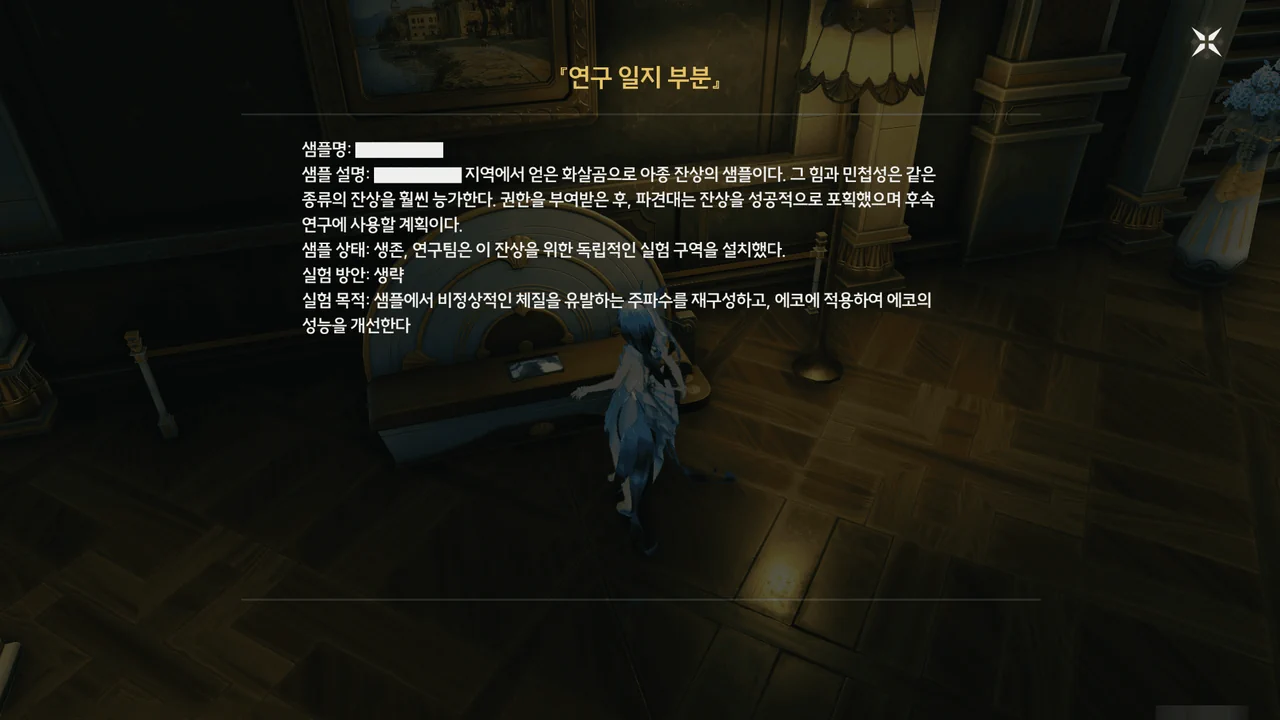 『연구 일지 부분』
샘플명:
샘플 설명: 지역에서 얻은 화살곰으로 아종 잔상의 샘플이다. 그 힘과 민첩성은 같은
종류의 잔상을 훨씬 능가한다. 권한을 부여받은 후, 파견대는 잔상을 성공적으로 포획했으며 후속
연구에 사용할 계획이다.
샘플 상태: 생존, 연구팀은 이 잔상을 위한 독립적인 실험 구역을 설치했다.
실험 방안: 생략
실험 목적: 샘플에서 비정상적인 체질을 유발하는 주파수를 재구성하고, 에코에 적용하여 에코의
성능을 개선한다